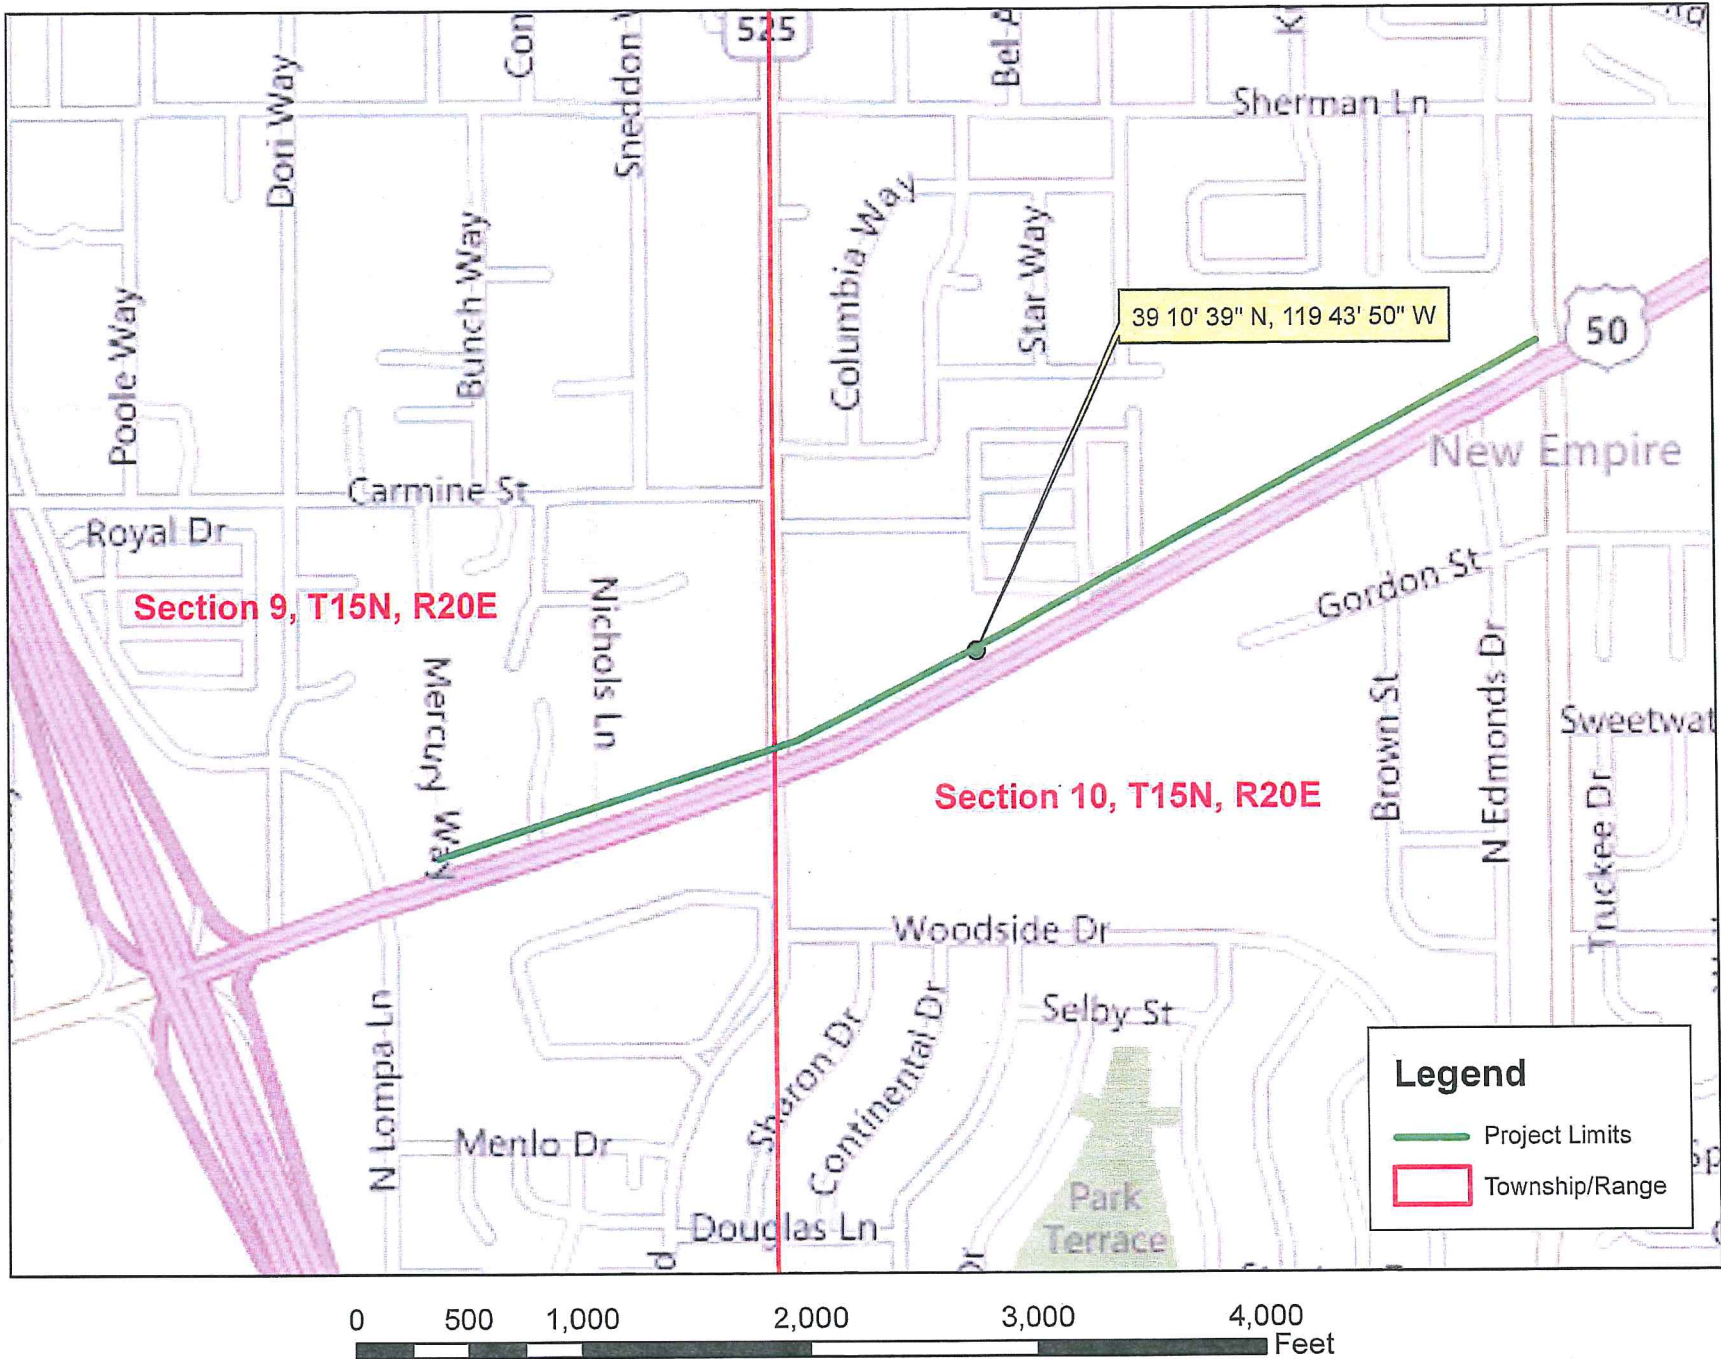 525
Con
Bel-A
Sherman Ln
Dori Way
Sneddon
Columbia Way
Star Way
Bunch Way
Poole Way
39 10' 39" N, 119 43' 50" W
50
New Empire
Carmine St
Royal Dr
Section 9, T15N, R20E
Nichols Ln
Mercury Way
Gordon St
Brown St
N Edmonds Dr
Sweetwat
Truckee Dr
Section 10, T15N, R20E
Woodside Dr
Selby St
Sharon Dr
Continental Dr
N Lompa Ln
Menlo Dr
Douglas Ln
Park
Terrace
Legend
Project Limits
Township/Range
0 500 1,000 2,000 3,000 4,000
Feet